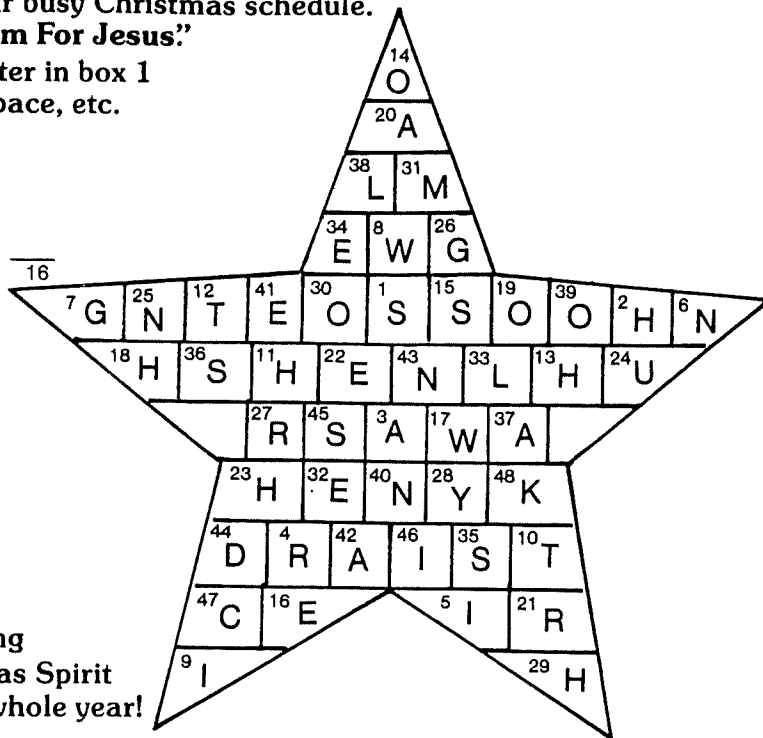 r busy Christmas schedule.
m For Jesus."
ter in box 1
pace, etc.
14 O
20 A
38 L 31 M
34 E 8 W 26 G
16
7 G 25 N 12 T 41 E 30 O 1 S 15 S 19 O 39 O 2 H 6 N
18 H 36 S 11 H 22 E 43 N 33 L 13 H 24 U
27 R 45 S 3 A 17 W 37 A
23 H 32 E 40 N 28 Y 48 K
44 D 4 R 42 A 46 I 35 S 10 T
47 C 16 E 5 I 21 R
ng
as Spirit
9 I 29 H
whole year!